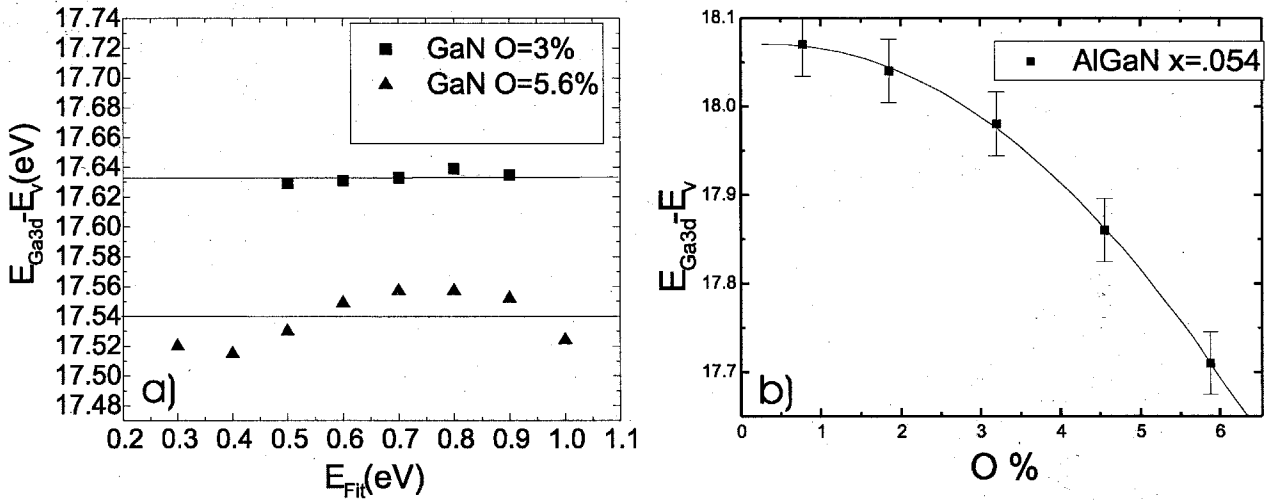 17.74
17.72
17.70
17.68
17.66
17.64
17.62
17.60
17.58
17.56
17.54
17.52
17.50
17.48
E_Ga3d-E_v(eV)
GaN O=3%
GaN O=5.6%
a)
0.2 0.3 0.4 0.5 0.6 0.7 0.8 0.9 1.0 1.1
E_Fit(eV)
18.1
18.0
17.9
17.8
17.7
E_Ga3d-E_v
AlGaN x=.054
b)
0 1 2 3 4 5 6
O %